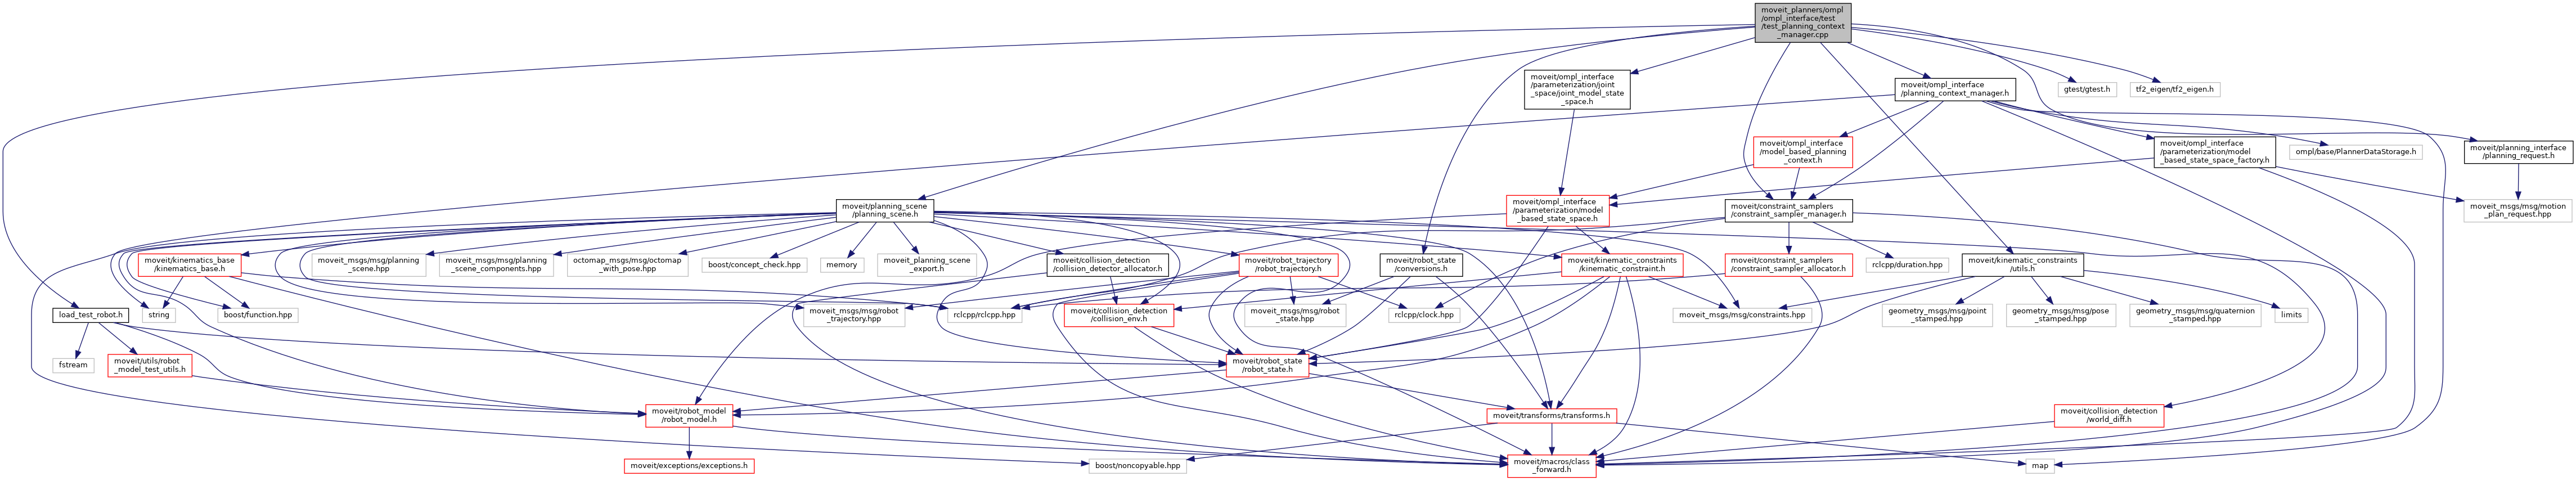 moveit_planners/ompl
/ompl_interface/test
/test_planning_context
_manager.cpp
moveit/ompl_interface
/parameterization/joint
_space/joint_model_state
_space.h
moveit/ompl_interface
/planning_context_manager.h
gtest/gtest.h
tf2_eigen/tf2_eigen.h
moveit/ompl_interface
/model_based_planning
_context.h
moveit/ompl_interface
/parameterization/model
_based_state_space_factory.h
ompl/base/PlannerDataStorage.h
moveit/planning_interface
/planning_request.h
moveit/planning_scene
/planning_scene.h
moveit/ompl_interface
/parameterization/model
_based_state_space.h
moveit/constraint_samplers
/constraint_sampler_manager.h
moveit_msgs/msg/motion
_plan_request.hpp
moveit/kinematics_base
/kinematics_base.h
moveit_msgs/msg/planning
_scene.hpp
moveit_msgs/msg/planning
_scene_components.hpp
octomap_msgs/msg/octomap
_with_pose.hpp
boost/concept_check.hpp
memory
moveit_planning_scene
_export.h
moveit/collision_detection
/collision_detector_allocator.h
moveit/robot_trajectory
/robot_trajectory.h
moveit/robot_state
/conversions.h
moveit/kinematic_constraints
/kinematic_constraint.h
moveit/constraint_samplers
/constraint_sampler_allocator.h
rclcpp/duration.hpp
moveit/kinematic_constraints
/utils.h
load_test_robot.h
string
boost/function.hpp
moveit_msgs/msg/robot
_trajectory.hpp
rclcpp/rclcpp.hpp
moveit/collision_detection
/collision_env.h
moveit_msgs/msg/robot
_state.hpp
rclcpp/clock.hpp
moveit_msgs/msg/constraints.hpp
geometry_msgs/msg/point
_stamped.hpp
geometry_msgs/msg/pose
_stamped.hpp
geometry_msgs/msg/quaternion
_stamped.hpp
limits
fstream
moveit/utils/robot
_model_test_utils.h
moveit/robot_state
/robot_state.h
moveit/robot_model
/robot_model.h
moveit/transforms/transforms.h
moveit/collision_detection
/world_diff.h
moveit/exceptions/exceptions.h
boost/noncopyable.hpp
moveit/macros/class
_forward.h
map